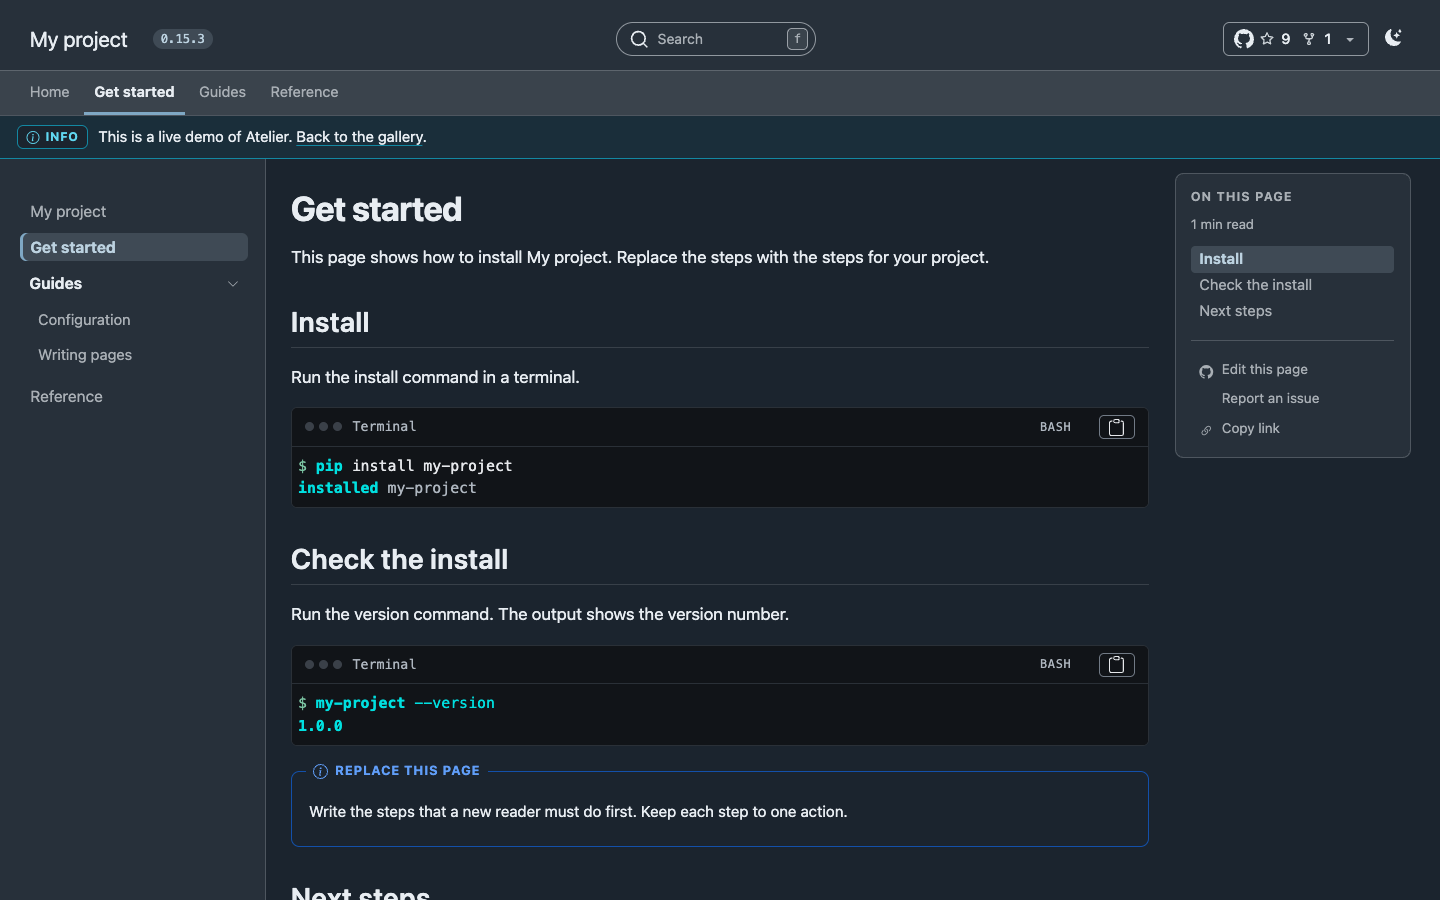 My project
0.15.3
Search
f
9
1
Home
Get started
Guides
Reference
INFO
This is a live demo of Atelier. Back to the gallery.
My project
Get started
Guides
Configuration
Writing pages
Reference
Get started
This page shows how to install My project. Replace the steps with the steps for your project.
Install
Run the install command in a terminal.
Terminal
BASH
$ pip install my-project
installed my-project
Check the install
Run the version command. The output shows the version number.
Terminal
BASH
$ my-project --version
1.0.0
REPLACE THIS PAGE
Write the steps that a new reader must do first. Keep each step to one action.
Next steps
ON THIS PAGE
1 min read
Install
Check the install
Next steps
Edit this page
Report an issue
Copy link